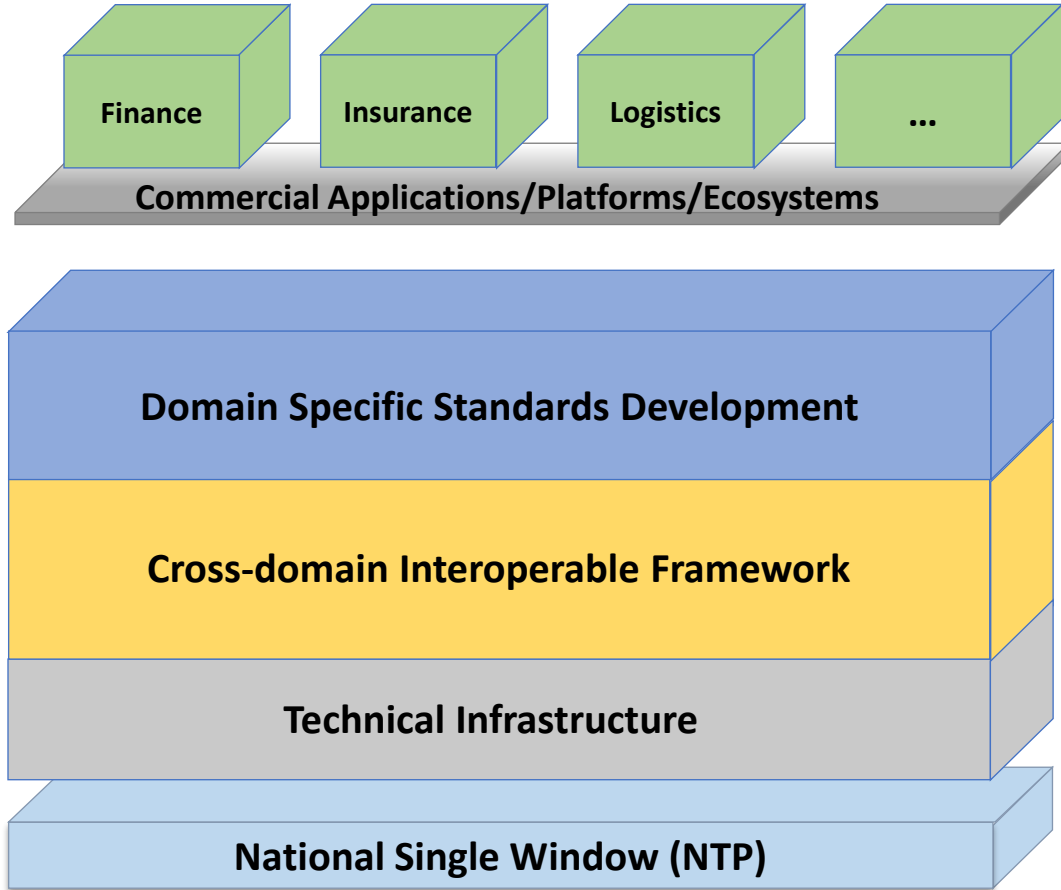 Finance
Insurance
Logistics
...
Commercial Applications/Platforms/Ecosystems
Domain Specific Standards Development
Cross-domain Interoperable Framework
Technical Infrastructure
National Single Window (NTP)